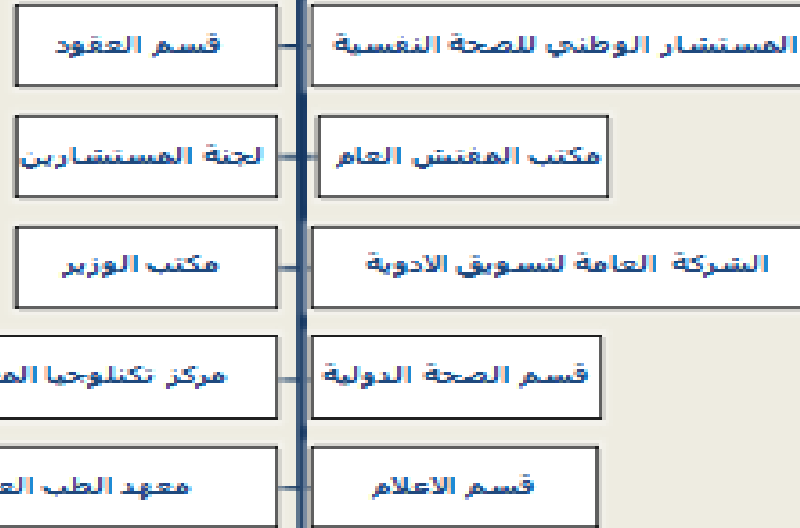 المستشار الوطني للصحة النفسية
قسم العقود
مكتب المفتش العام
لجنة المستشارين
الشركة العامة لتسويق الادوية
مكتب الوزير
قسم الصحة الدولية
مركز تكنلوجيا
قسم الاعلام
معهد الطب